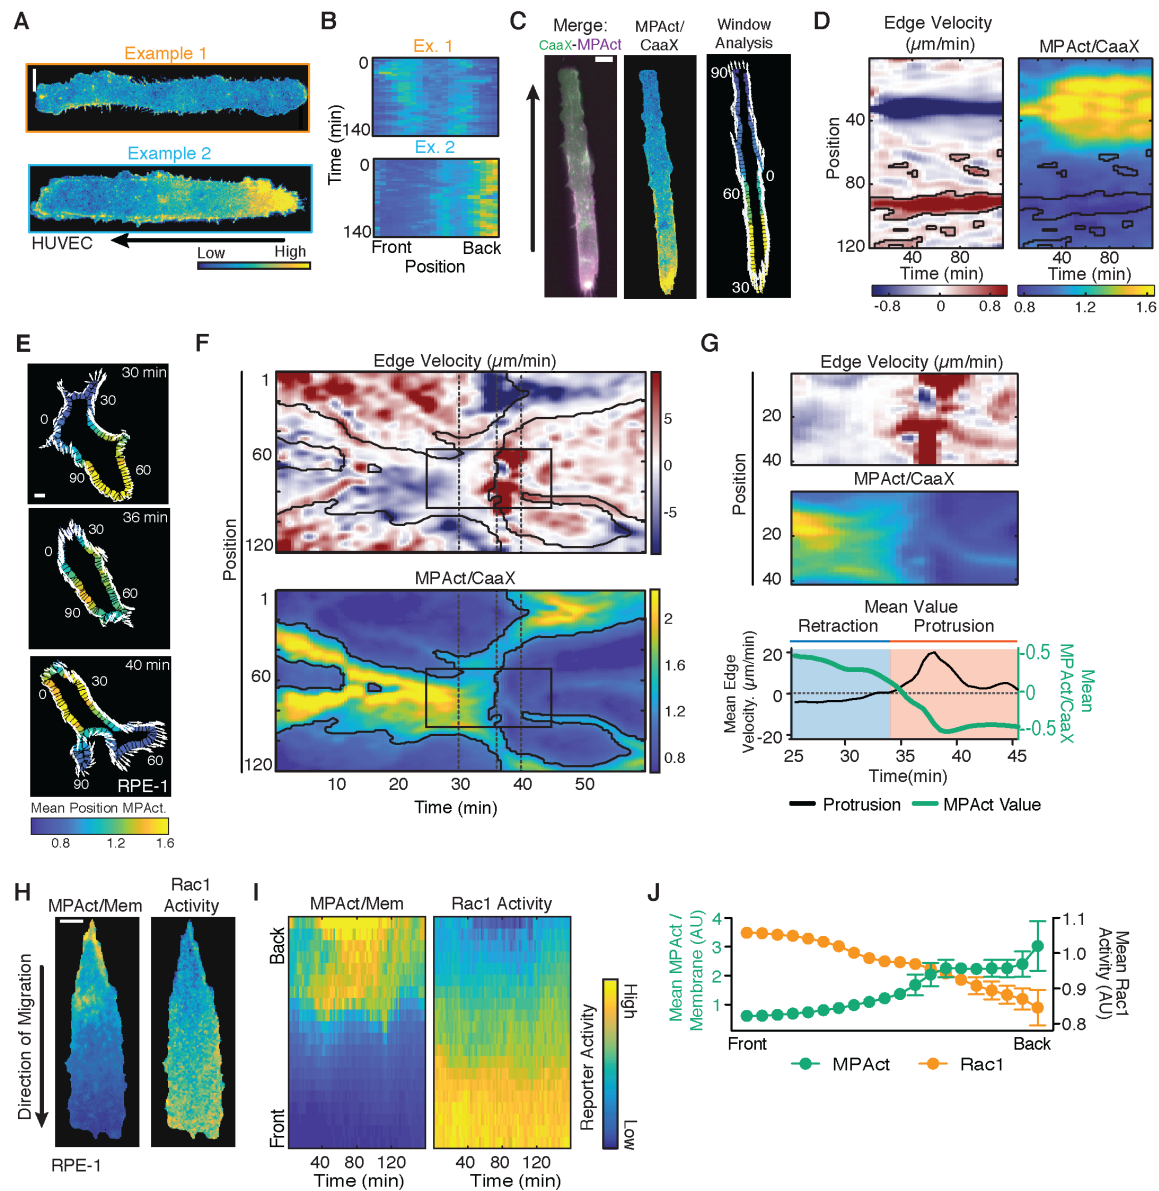 A
Example 1
Example 2
HUVEC
Low
High
B
Ex. 1
0
140
Ex. 2
0
140
Time (min)
Front
Back
Position
C
Merge:
CaaX-MPAct
MPAct/
CaaX
Window
Analysis
90
0
60
30
D
Edge Velocity
(µm/min)
MPAct/CaaX
Position
40
80
120
40
80
Time (min)
40
80
Time (min)
-0.8
0
0.8
0.8
1.2
1.6
E
30 min
0
30
60
90
36 min
30
0
60
90
40 min
30
0
60
90
RPE-1
Mean Position MPAct.
0.8
1.2
1.6
F
Edge Velocity (µm/min)
1
60
120
5
0
-5
Position
MPAct/CaaX
1
60
120
2
1.6
1.2
0.8
10
20
30
40
50
Time (min)
G
Edge Velocity (µm/min)
20
40
Position
MPAct/CaaX
20
40
Mean Value
Retraction
Protrusion
Mean Edge
Velocity. (µm/min)
20
0
-20
-0.5
-0
-0.5
Mean
MPAct/CaaX
25
30
35
40
45
Time(min)
Protrusion
MPAct Value
H
MPAct/Mem
Rac1
Activity
Direction of Migration
RPE-1
I
MPAct/Mem
Rac1 Activity
Back
Front
40
80
120
Time (min)
40
80
120
Time (min)
High
Low
Reporter Activity
J
Mean MPAct /
Membrane (AU)
4
3
2
1
1.1
1.0
0.9
0.8
Mean Rac1
Activity (AU)
Front
Back
MPAct
Rac1